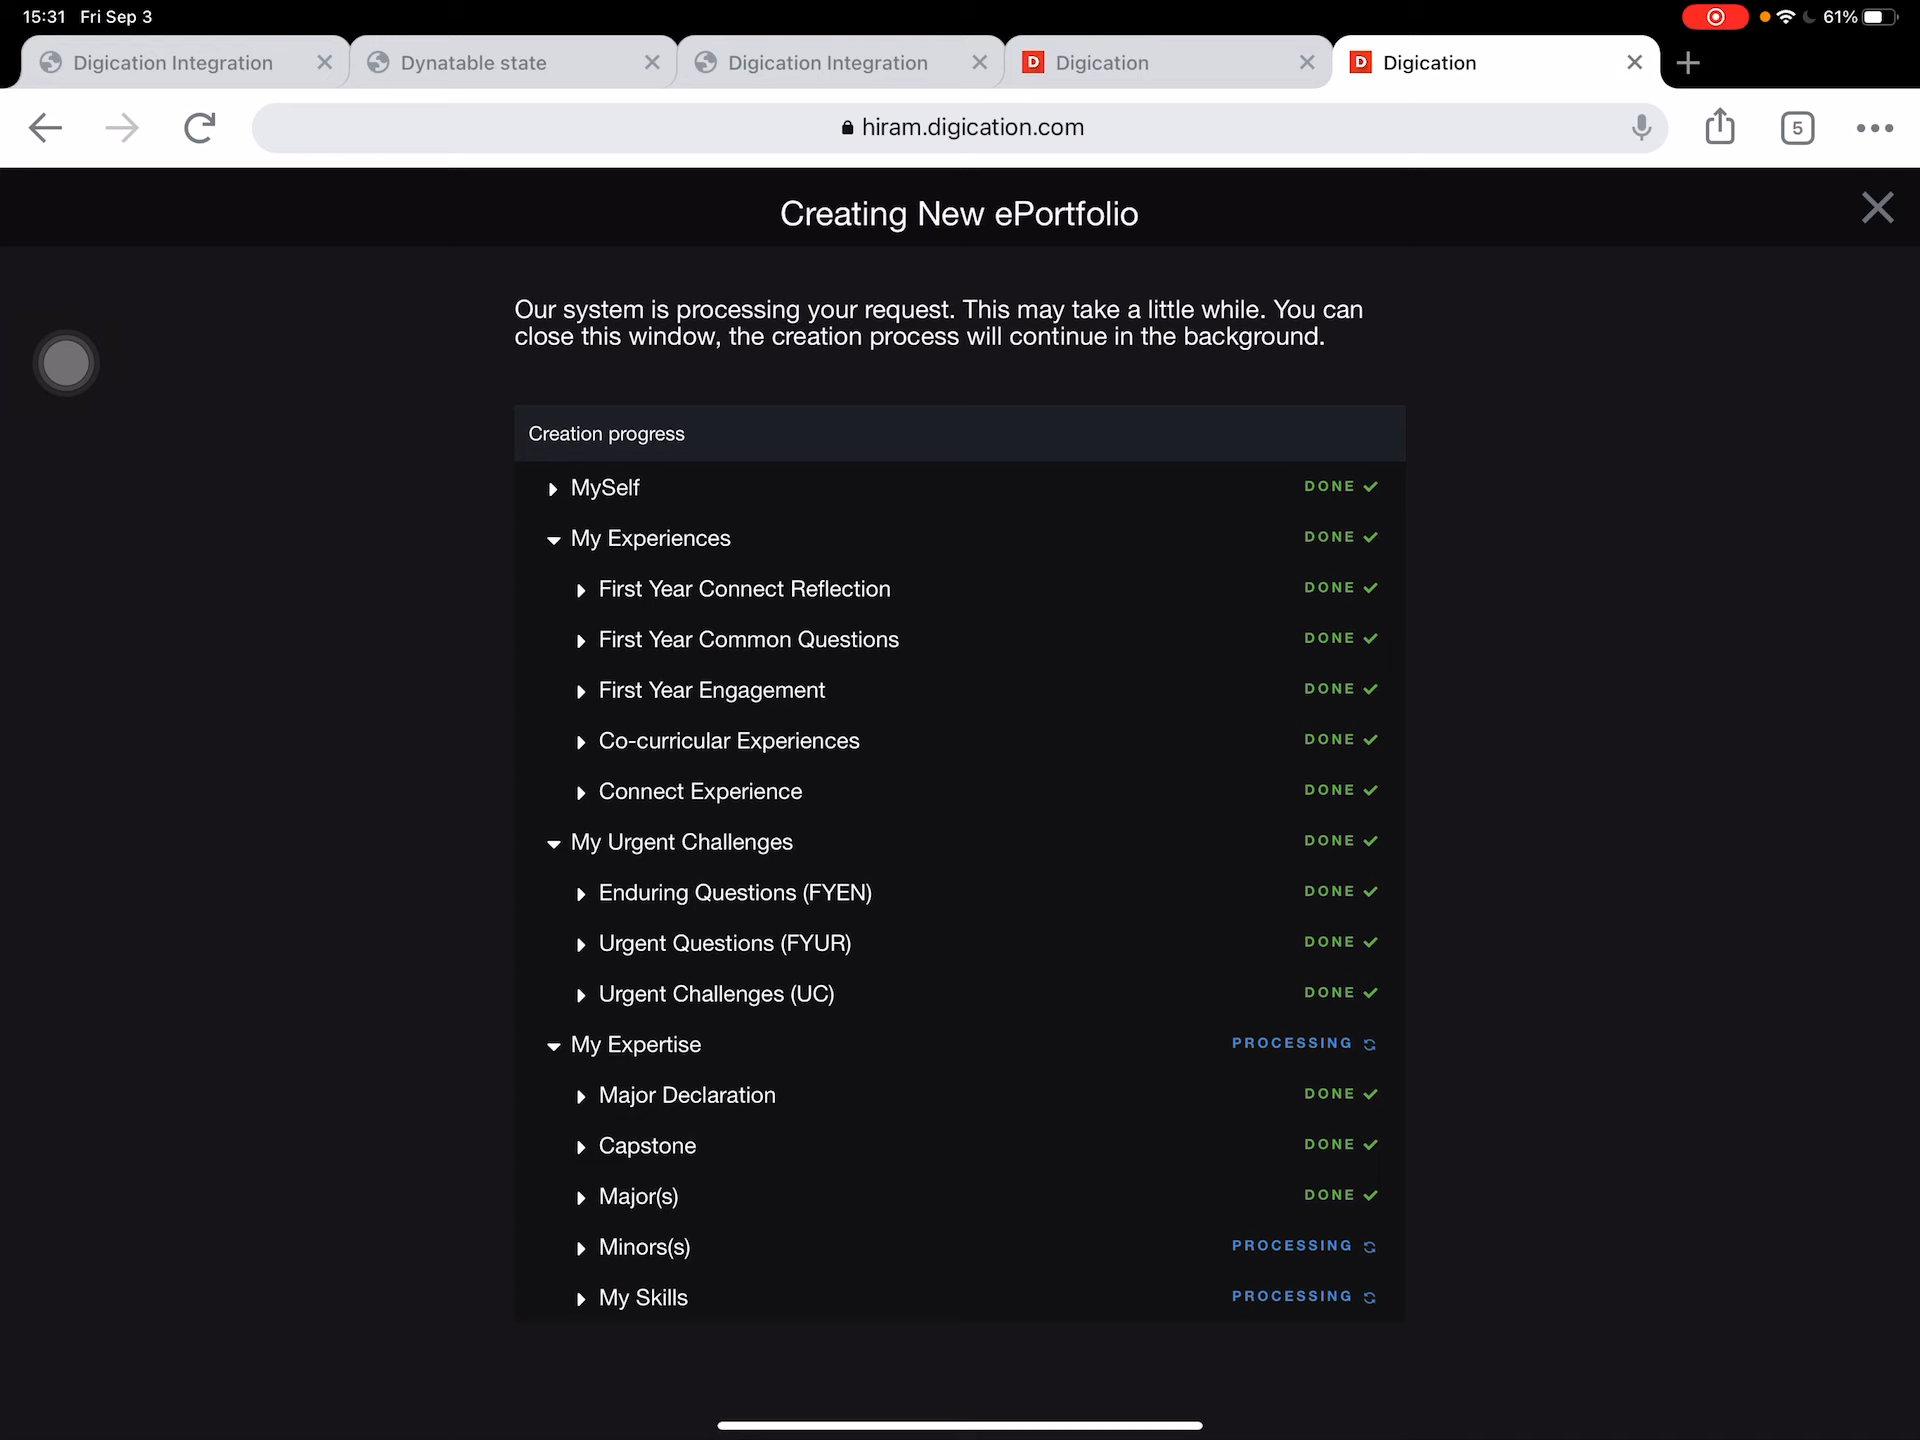 15:31 Fri Sep 3
61%
Digication Integration
Dynatable state
Digication Integration
D Digication
D Digication
hiram.digication.com
5
Creating New ePortfolio
Our system is processing your request. This may take a little while. You can
close this window, the creation process will continue in the background.
Creation progress
MySelf DONE
My Experiences DONE
First Year Connect Reflection DONE
First Year Common Questions DONE
First Year Engagement DONE
Co-curricular Experiences DONE
Connect Experience DONE
My Urgent Challenges DONE
Enduring Questions (FYEN) DONE
Urgent Questions (FYUR) DONE
Urgent Challenges (UC) DONE
My Expertise PROCESSING
Major Declaration DONE
Capstone DONE
Major(s) DONE
Minors(s) PROCESSING
My Skills PROCESSING